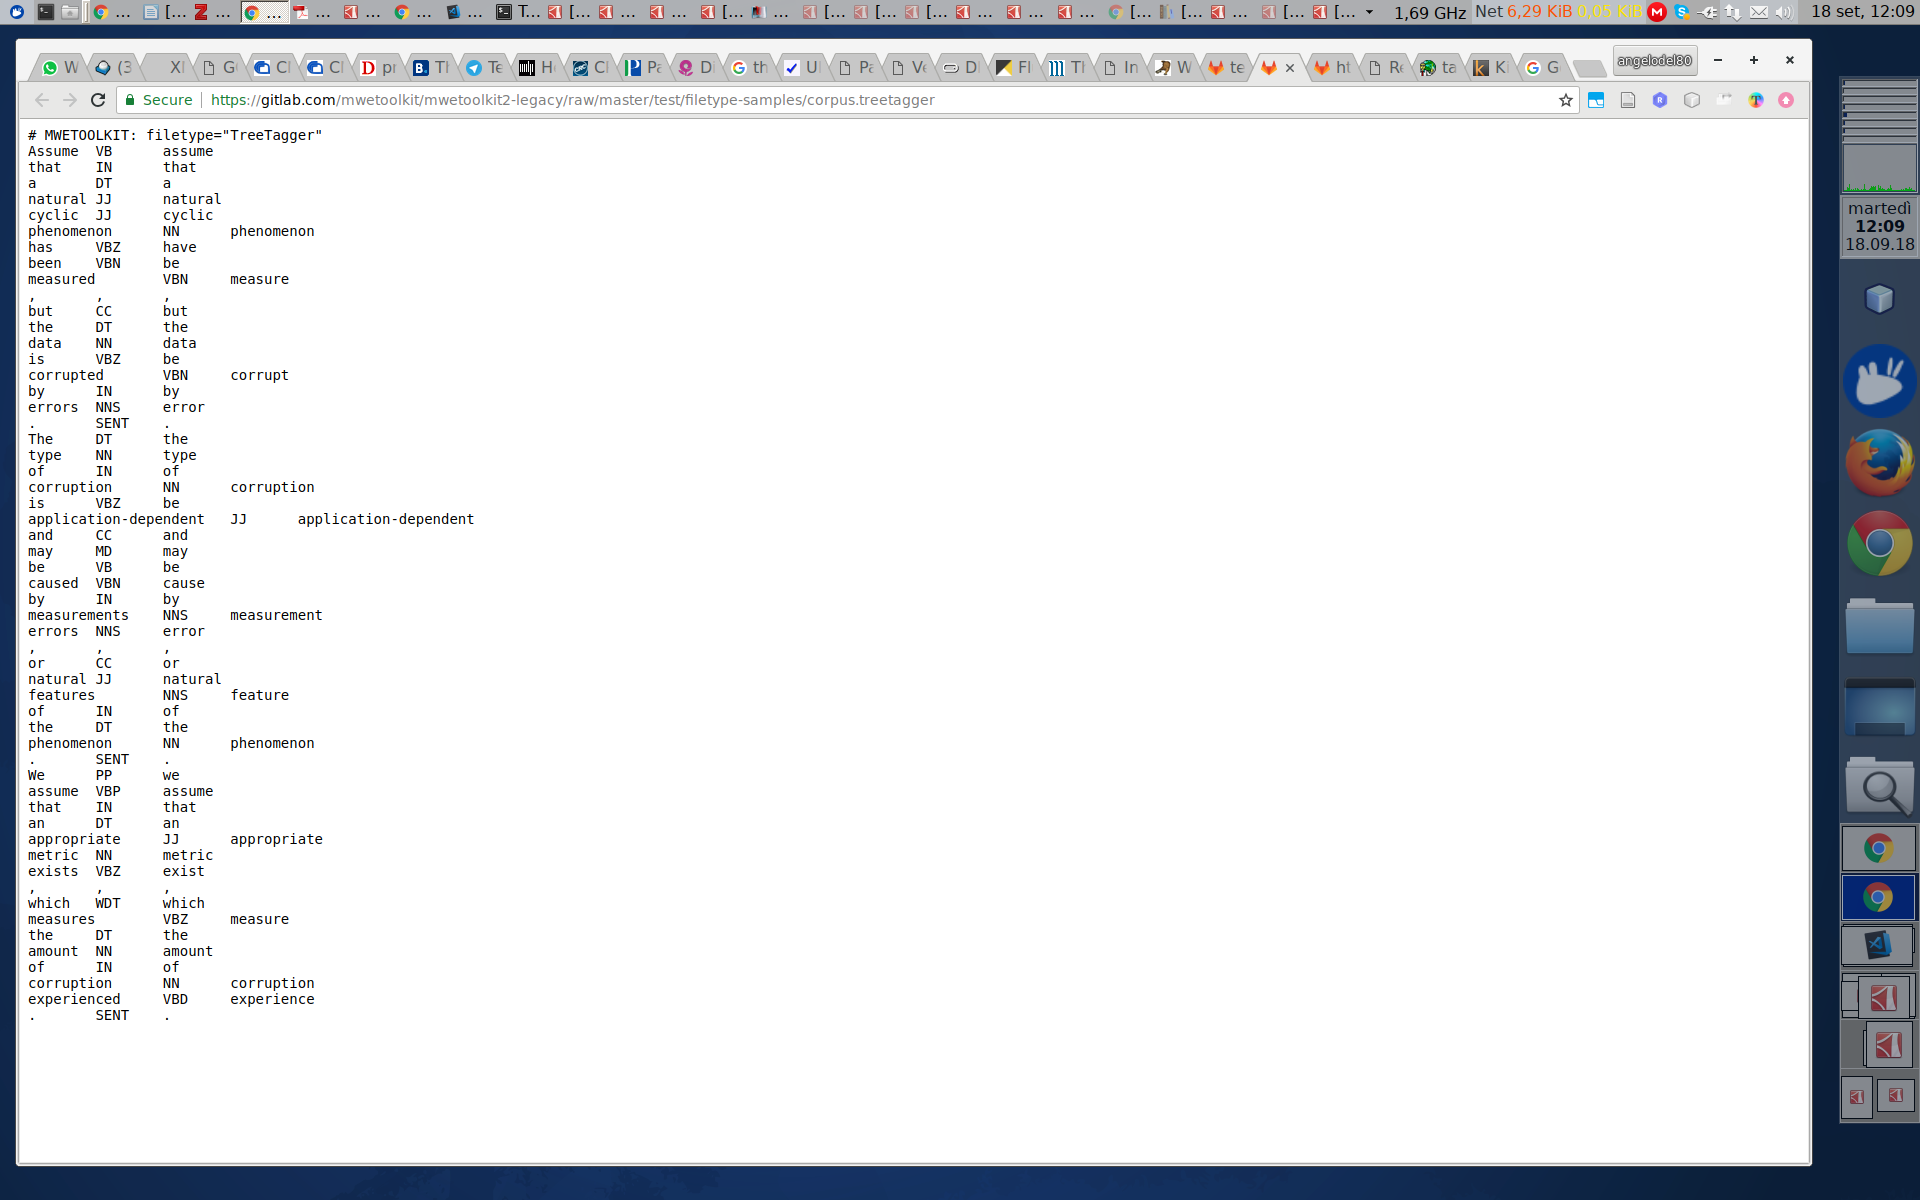 1,69 GHz Net 6,29 KiB 0,05 KiB 18 set, 12:09
angelodel80
Secure https://gitlab.com/mwetoolkit/mwetoolkit2-legacy/raw/master/test/filetype-samples/corpus.treetagger
# MWETOOLKIT: filetype="TreeTagger"
Assume VB assume
that IN that
a DT a
natural JJ natural
cyclic JJ cyclic
phenomenon NN phenomenon
has VBZ have
been VBN be
measured VBN measure
, , ,
but CC but
the DT the
data NN data
is VBZ be
corrupted VBN corrupt
by IN by
errors NNS error
. SENT .
The DT the
type NN type
of IN of
corruption NN corruption
is VBZ be
application-dependent JJ application-dependent
and CC and
may MD may
be VB be
caused VBN cause
by IN by
measurements NNS measurement
errors NNS error
, , ,
or CC or
natural JJ natural
features NNS feature
of IN of
the DT the
phenomenon NN phenomenon
. SENT .
We PP we
assume VBP assume
that IN that
an DT an
appropriate JJ appropriate
metric NN metric
exists VBZ exist
, , ,
which WDT which
measures VBZ measure
the DT the
amount NN amount
of IN of
corruption NN corruption
experienced VBD experience
. SENT .
martedì
12:09
18.09.18